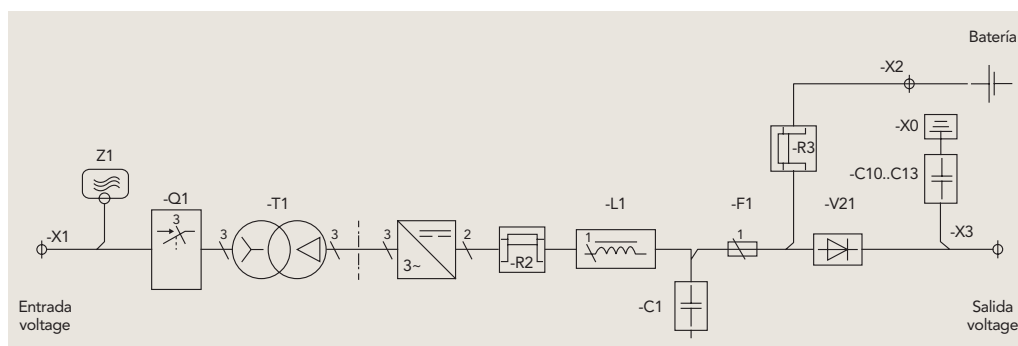 Batería
-X2
-X0
-R3
Z1
-C10..C13
-Q1
-T1
-L1
-F1
-V21
3
-X1
3
3
3
2
1
1
-X3
3~
-R2
-C1
Entrada
voltage
Salida
voltage